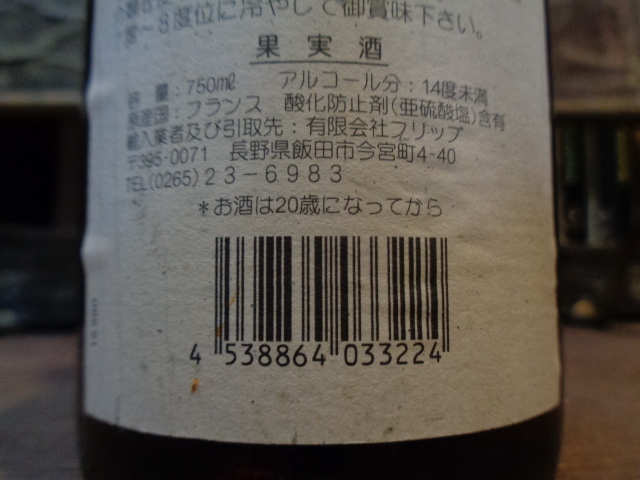 度～8度位に冷やして御賞味下さい。
果実酒
容量：750㎖ アルコール分：14度未満
原産国：フランス 酸化防止剤(亜硫酸塩)含有
輸入業者及び引取先：有限会社フリップ
〒395-0071 長野県飯田市今宮町4-40
TEL(0265)23-6983
＊お酒は20歳になってから
4 538864 033224